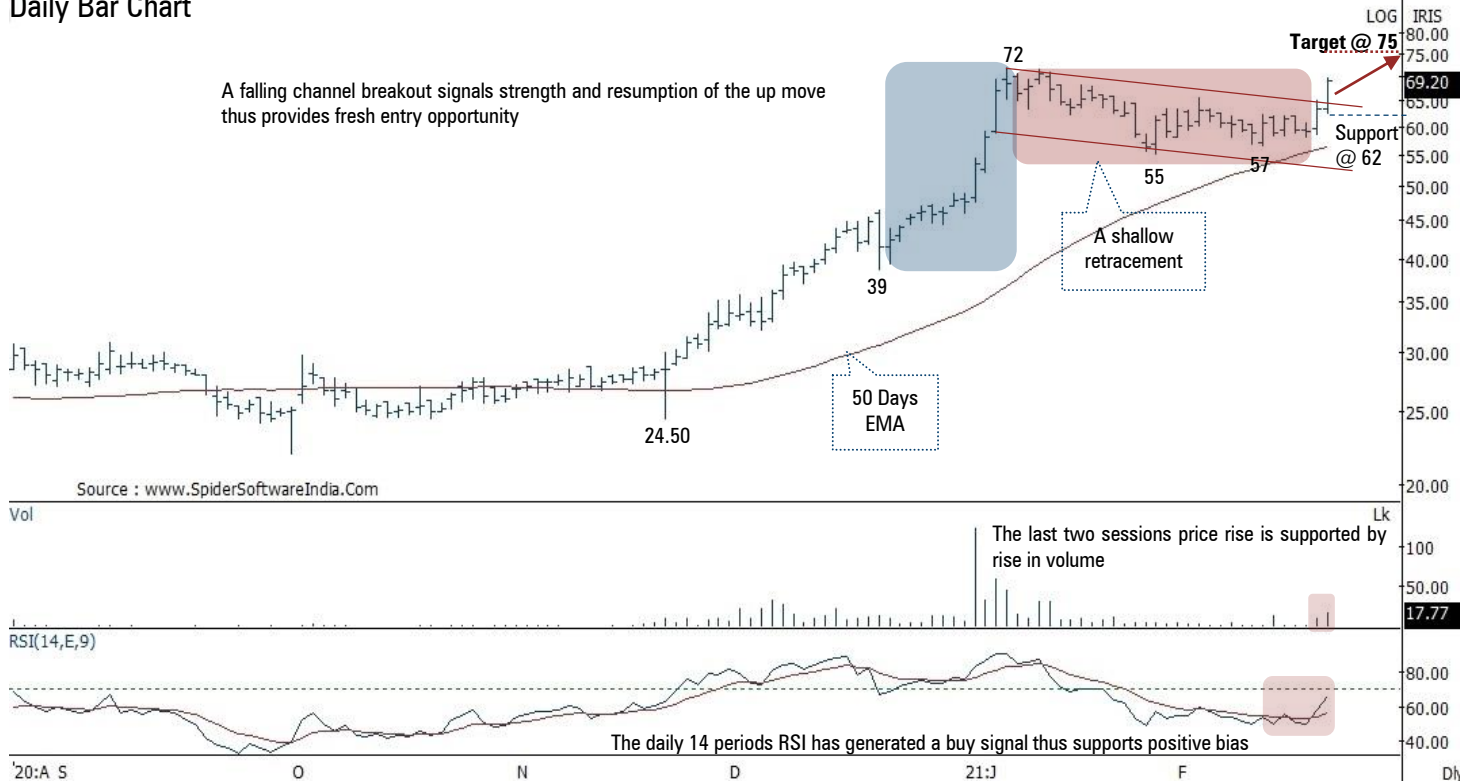 Daily Bar Chart
LOG IRIS
80.00
Target @ 75
75.00
72
69.20
A falling channel breakout signals strength and resumption of the up move
thus provides fresh entry opportunity
65.00
60.00
Support
@ 62
55.00
57
55
50.00
45.00
A shallow
retracement
40.00
39
35.00
30.00
50 Days
EMA
25.00
24.50
20.00
Source : www.SpiderSoftwareIndia.Com
Vol
Lk
The last two sessions price rise is supported by
rise in volume
100
50.00
17.77
RSI(14,E,9)
80.00
60.00
40.00
The daily 14 periods RSI has generated a buy signal thus supports positive bias
'20:A S O N D 21:J F Dly